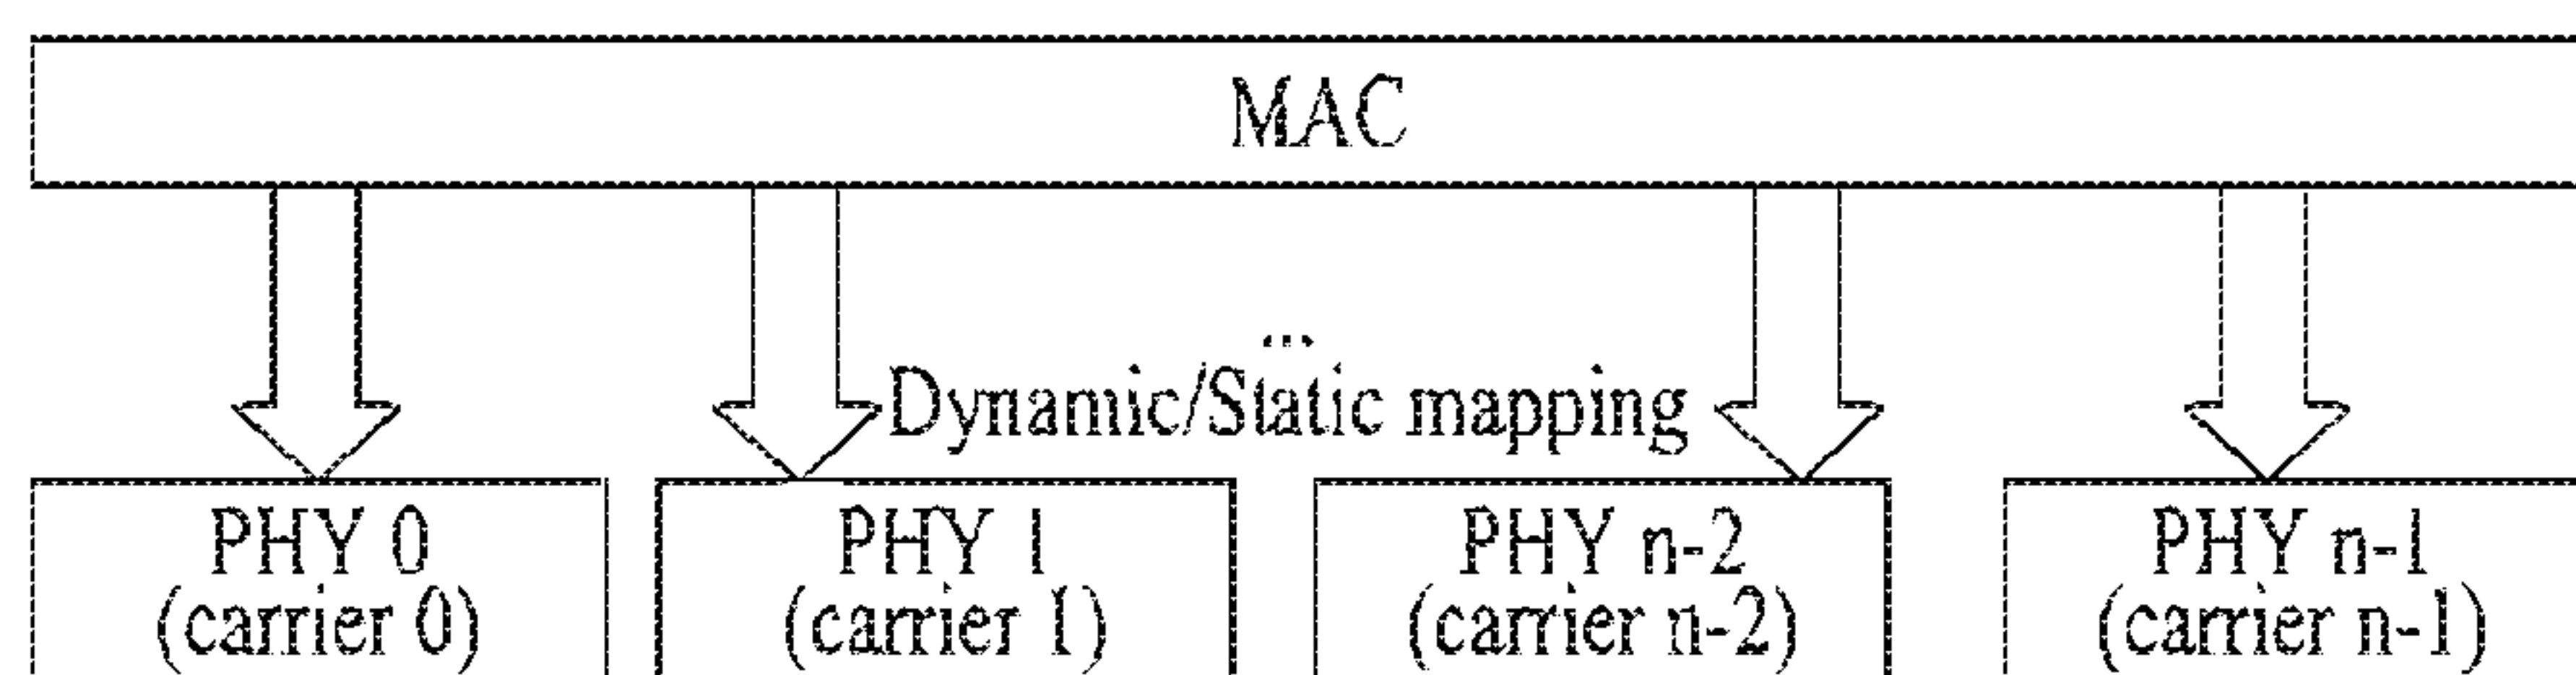 MAC
...
Dynamic/Static mapping
PHY 0
(carrier 0)
PHY 1
(carrier 1)
PHY n-2
(carrier n-2)
PHY n-1
(carrier n-1)